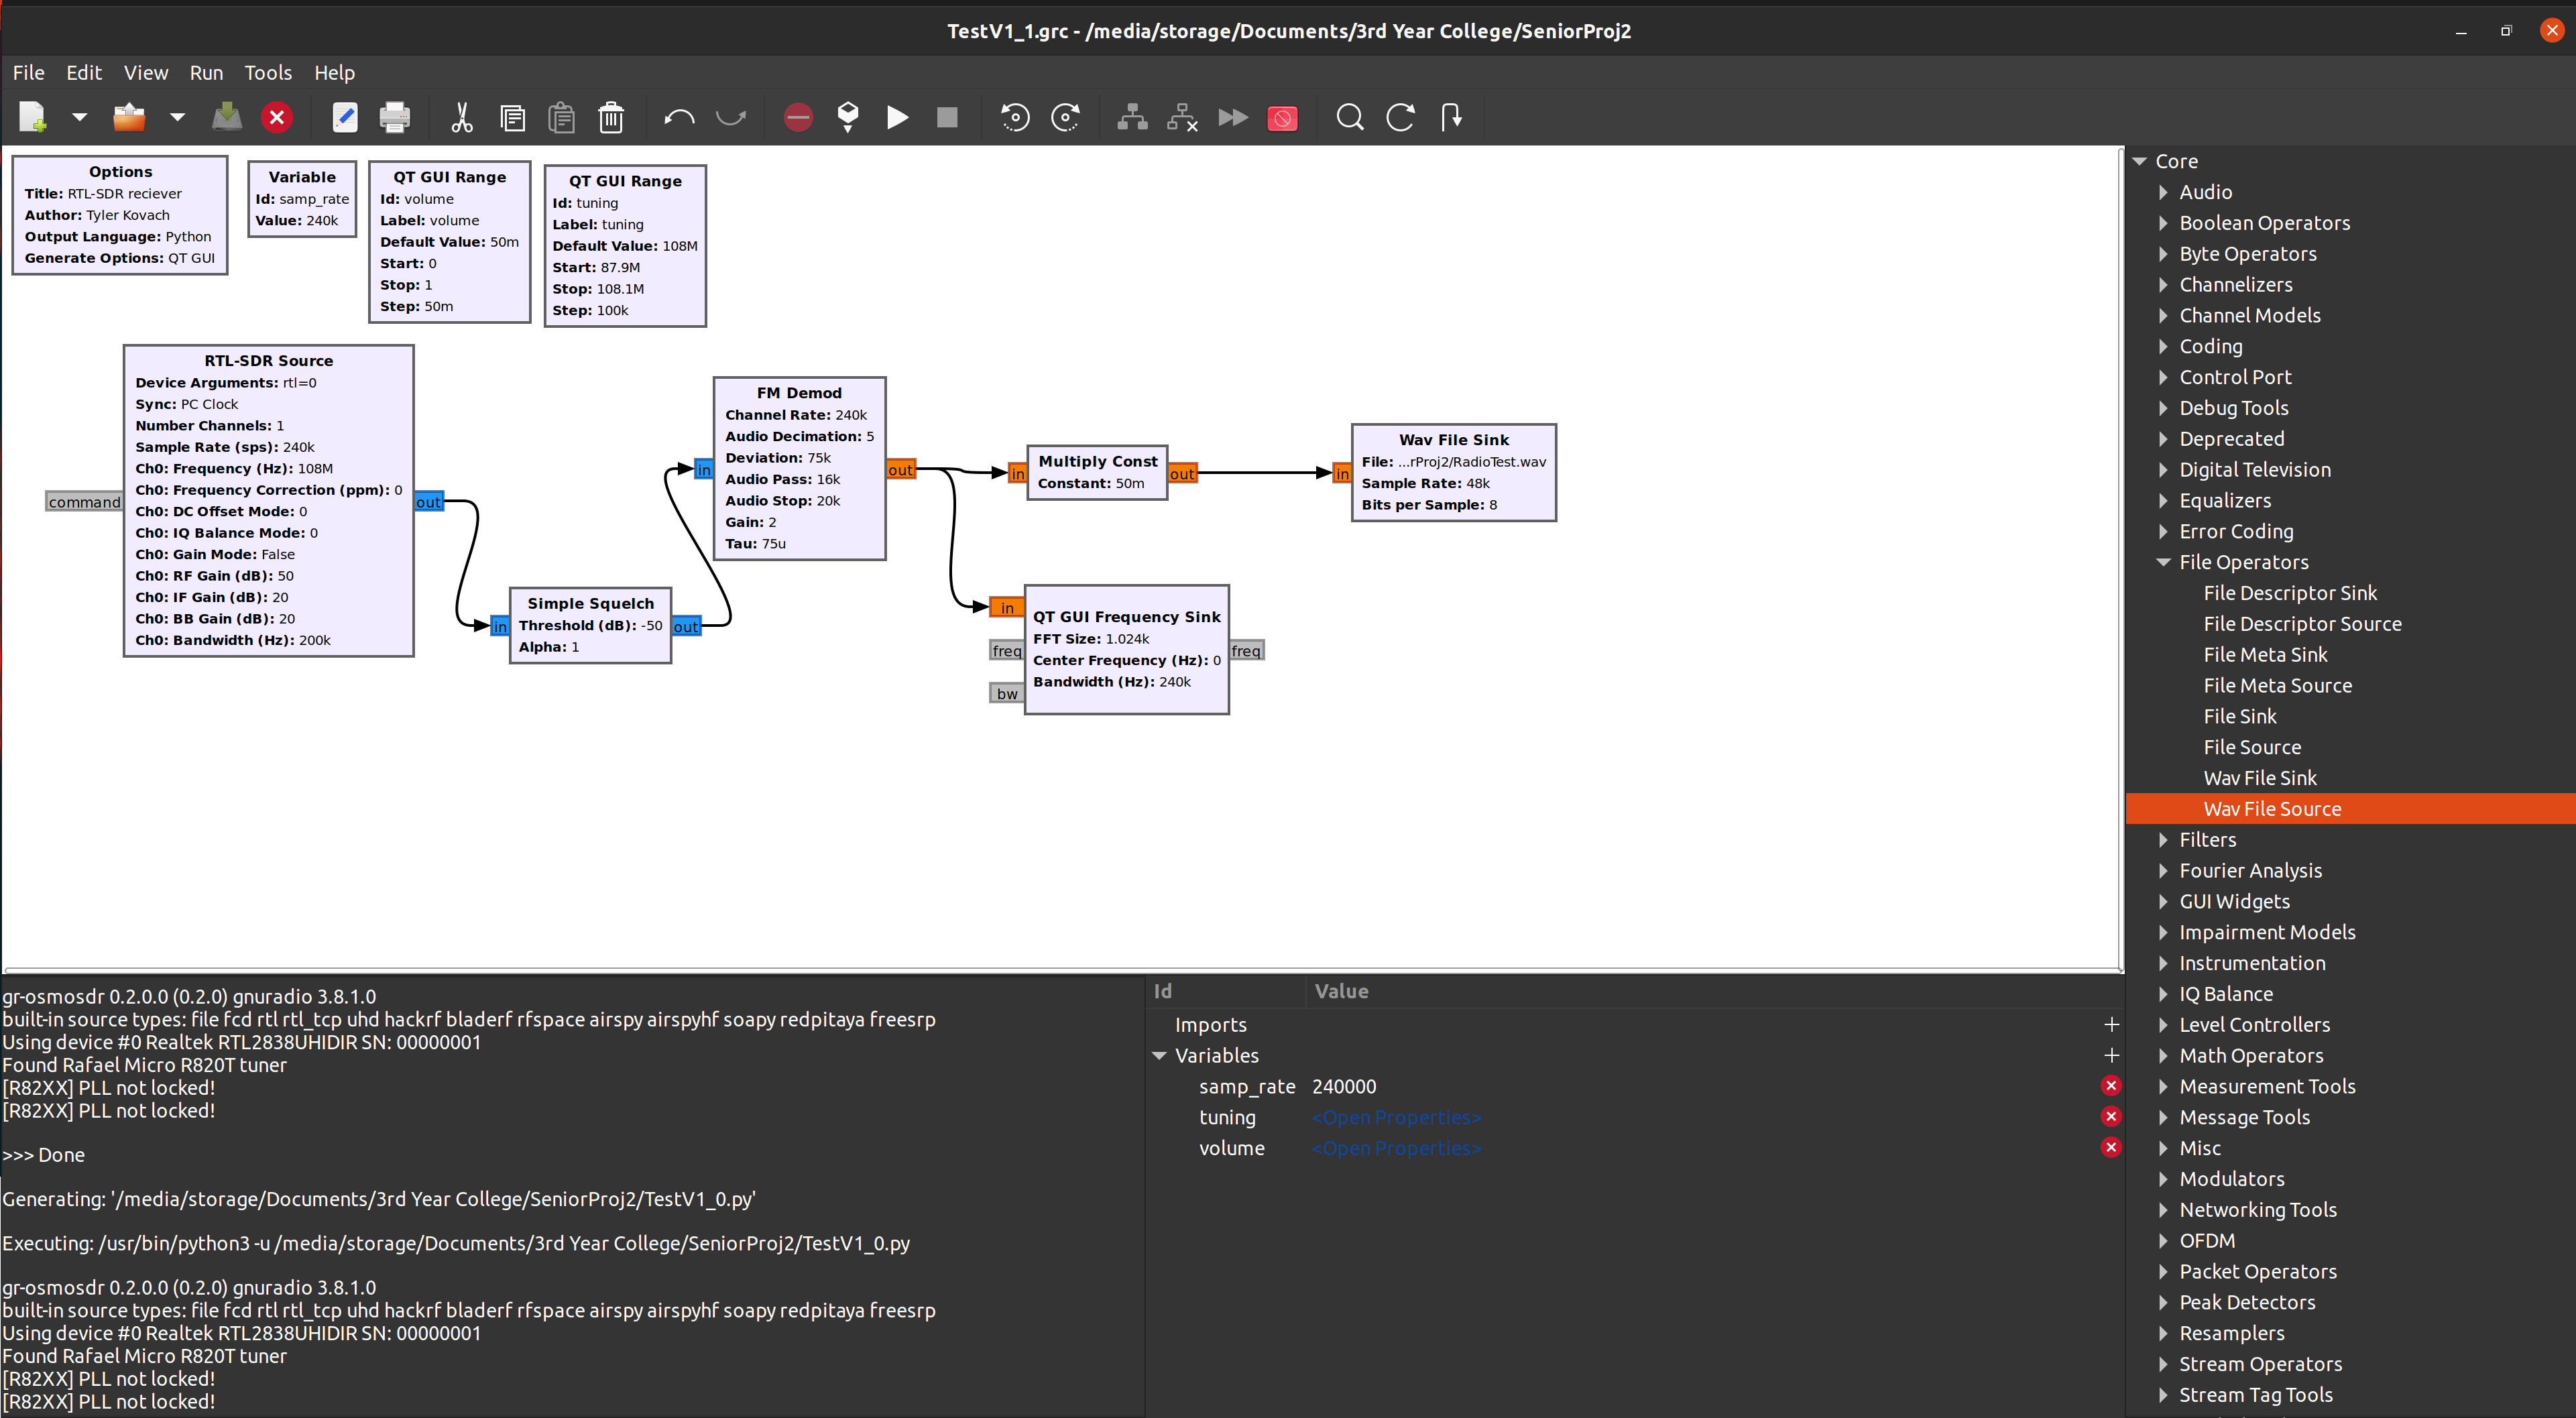 TestV1_1.grc - /media/storage/Documents/3rd Year College/SeniorProj2
File Edit View Run Tools Help
Options
Title: RTL-SDR reciever
Author: Tyler Kovach
Output Language: Python
Generate Options: QT GUI
Variable
Id: samp_rate
Value: 240k
QT GUI Range
Id: volume
Label: volume
Default Value: 50m
Start: 0
Stop: 1
Step: 50m
QT GUI Range
Id: tuning
Label: tuning
Default Value: 108M
Start: 87.9M
Stop: 108.1M
Step: 100k
RTL-SDR Source
Device Arguments: rtl=0
Sync: PC Clock
Number Channels: 1
Sample Rate (sps): 240k
Ch0: Frequency (Hz): 108M
Ch0: Frequency Correction (ppm): 0
Ch0: DC Offset Mode: 0
Ch0: IQ Balance Mode: 0
Ch0: Gain Mode: False
Ch0: RF Gain (dB): 50
Ch0: IF Gain (dB): 20
Ch0: BB Gain (dB): 20
Ch0: Bandwidth (Hz): 200k
command
out
in
Simple Squelch
Threshold (dB): -50
Alpha: 1
out
in
FM Demod
Channel Rate: 240k
Audio Decimation: 5
Deviation: 75k
Audio Pass: 16k
Audio Stop: 20k
Gain: 2
Tau: 75u
out
in
Multiply Const
Constant: 50m
out
in
Wav File Sink
File: ...rProj2/RadioTest.wav
Sample Rate: 48k
Bits per Sample: 8
in
freq
bw
QT GUI Frequency Sink
FFT Size: 1.024k
Center Frequency (Hz): 0
Bandwidth (Hz): 240k
freq
Core
Audio
Boolean Operators
Byte Operators
Channelizers
Channel Models
Coding
Control Port
Debug Tools
Deprecated
Digital Television
Equalizers
Error Coding
File Operators
File Descriptor Sink
File Descriptor Source
File Meta Sink
File Meta Source
File Sink
File Source
Wav File Sink
Wav File Source
Filters
Fourier Analysis
GUI Widgets
Impairment Models
Instrumentation
IQ Balance
Level Controllers
Math Operators
Measurement Tools
Message Tools
Misc
Modulators
Networking Tools
OFDM
Packet Operators
Peak Detectors
Resamplers
Stream Operators
Stream Tag Tools
gr-osmosdr 0.2.0.0 (0.2.0) gnuradio 3.8.1.0
built-in source types: file fcd rtl rtl_tcp uhd hackrf bladerf rfspace airspy airspyhf soapy redpitaya freesrp
Using device #0 Realtek RTL2838UHIDIR SN: 00000001
Found Rafael Micro R820T tuner
[R82XX] PLL not locked!
[R82XX] PLL not locked!
>>> Done
Generating: '/media/storage/Documents/3rd Year College/SeniorProj2/TestV1_0.py'
Executing: /usr/bin/python3 -u /media/storage/Documents/3rd Year College/SeniorProj2/TestV1_0.py
gr-osmosdr 0.2.0.0 (0.2.0) gnuradio 3.8.1.0
built-in source types: file fcd rtl rtl_tcp uhd hackrf bladerf rfspace airspy airspyhf soapy redpitaya freesrp
Using device #0 Realtek RTL2838UHIDIR SN: 00000001
Found Rafael Micro R820T tuner
[R82XX] PLL not locked!
[R82XX] PLL not locked!
Id Value
Imports
Variables
samp_rate 240000
tuning <Open Properties>
volume <Open Properties>